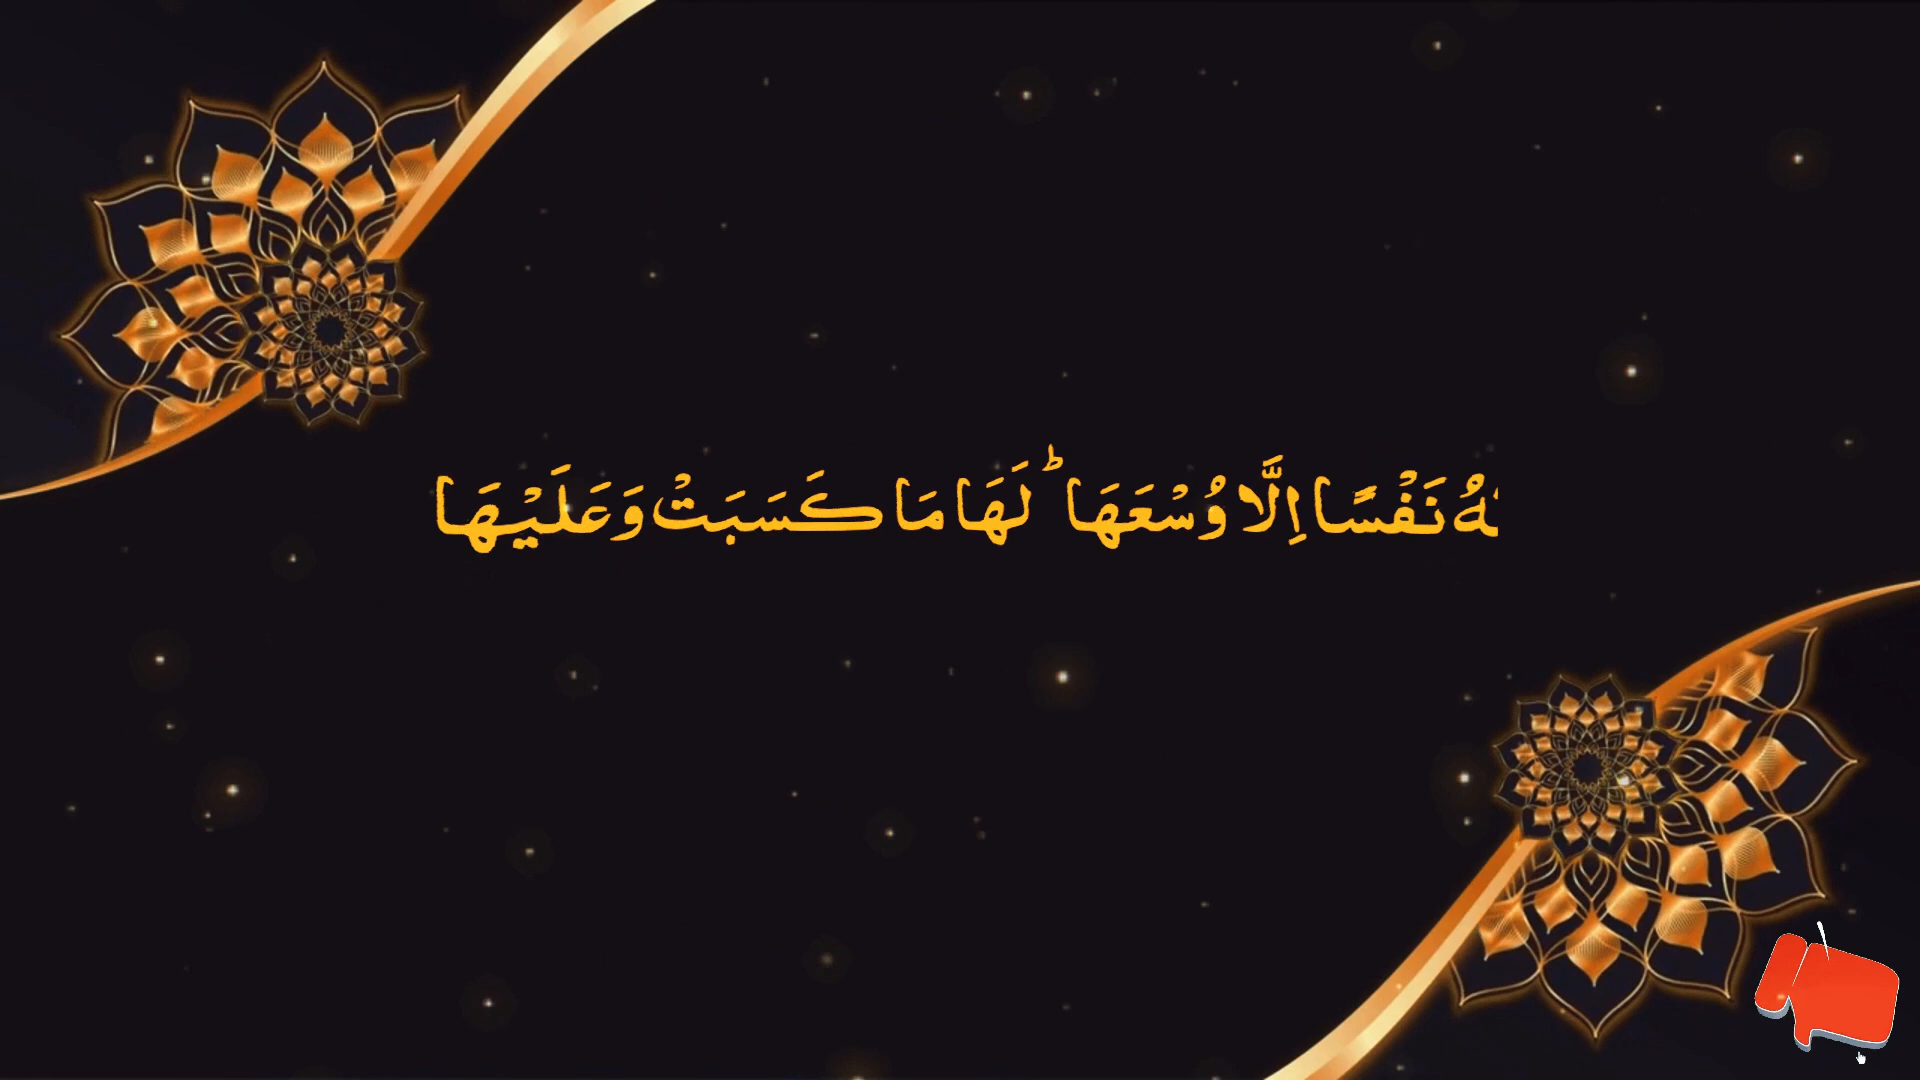 نَفْسًا اِلَّا وُسْعَهَا ؕ لَهَا مَا كَسَبَتْ وَعَلَيْهَا